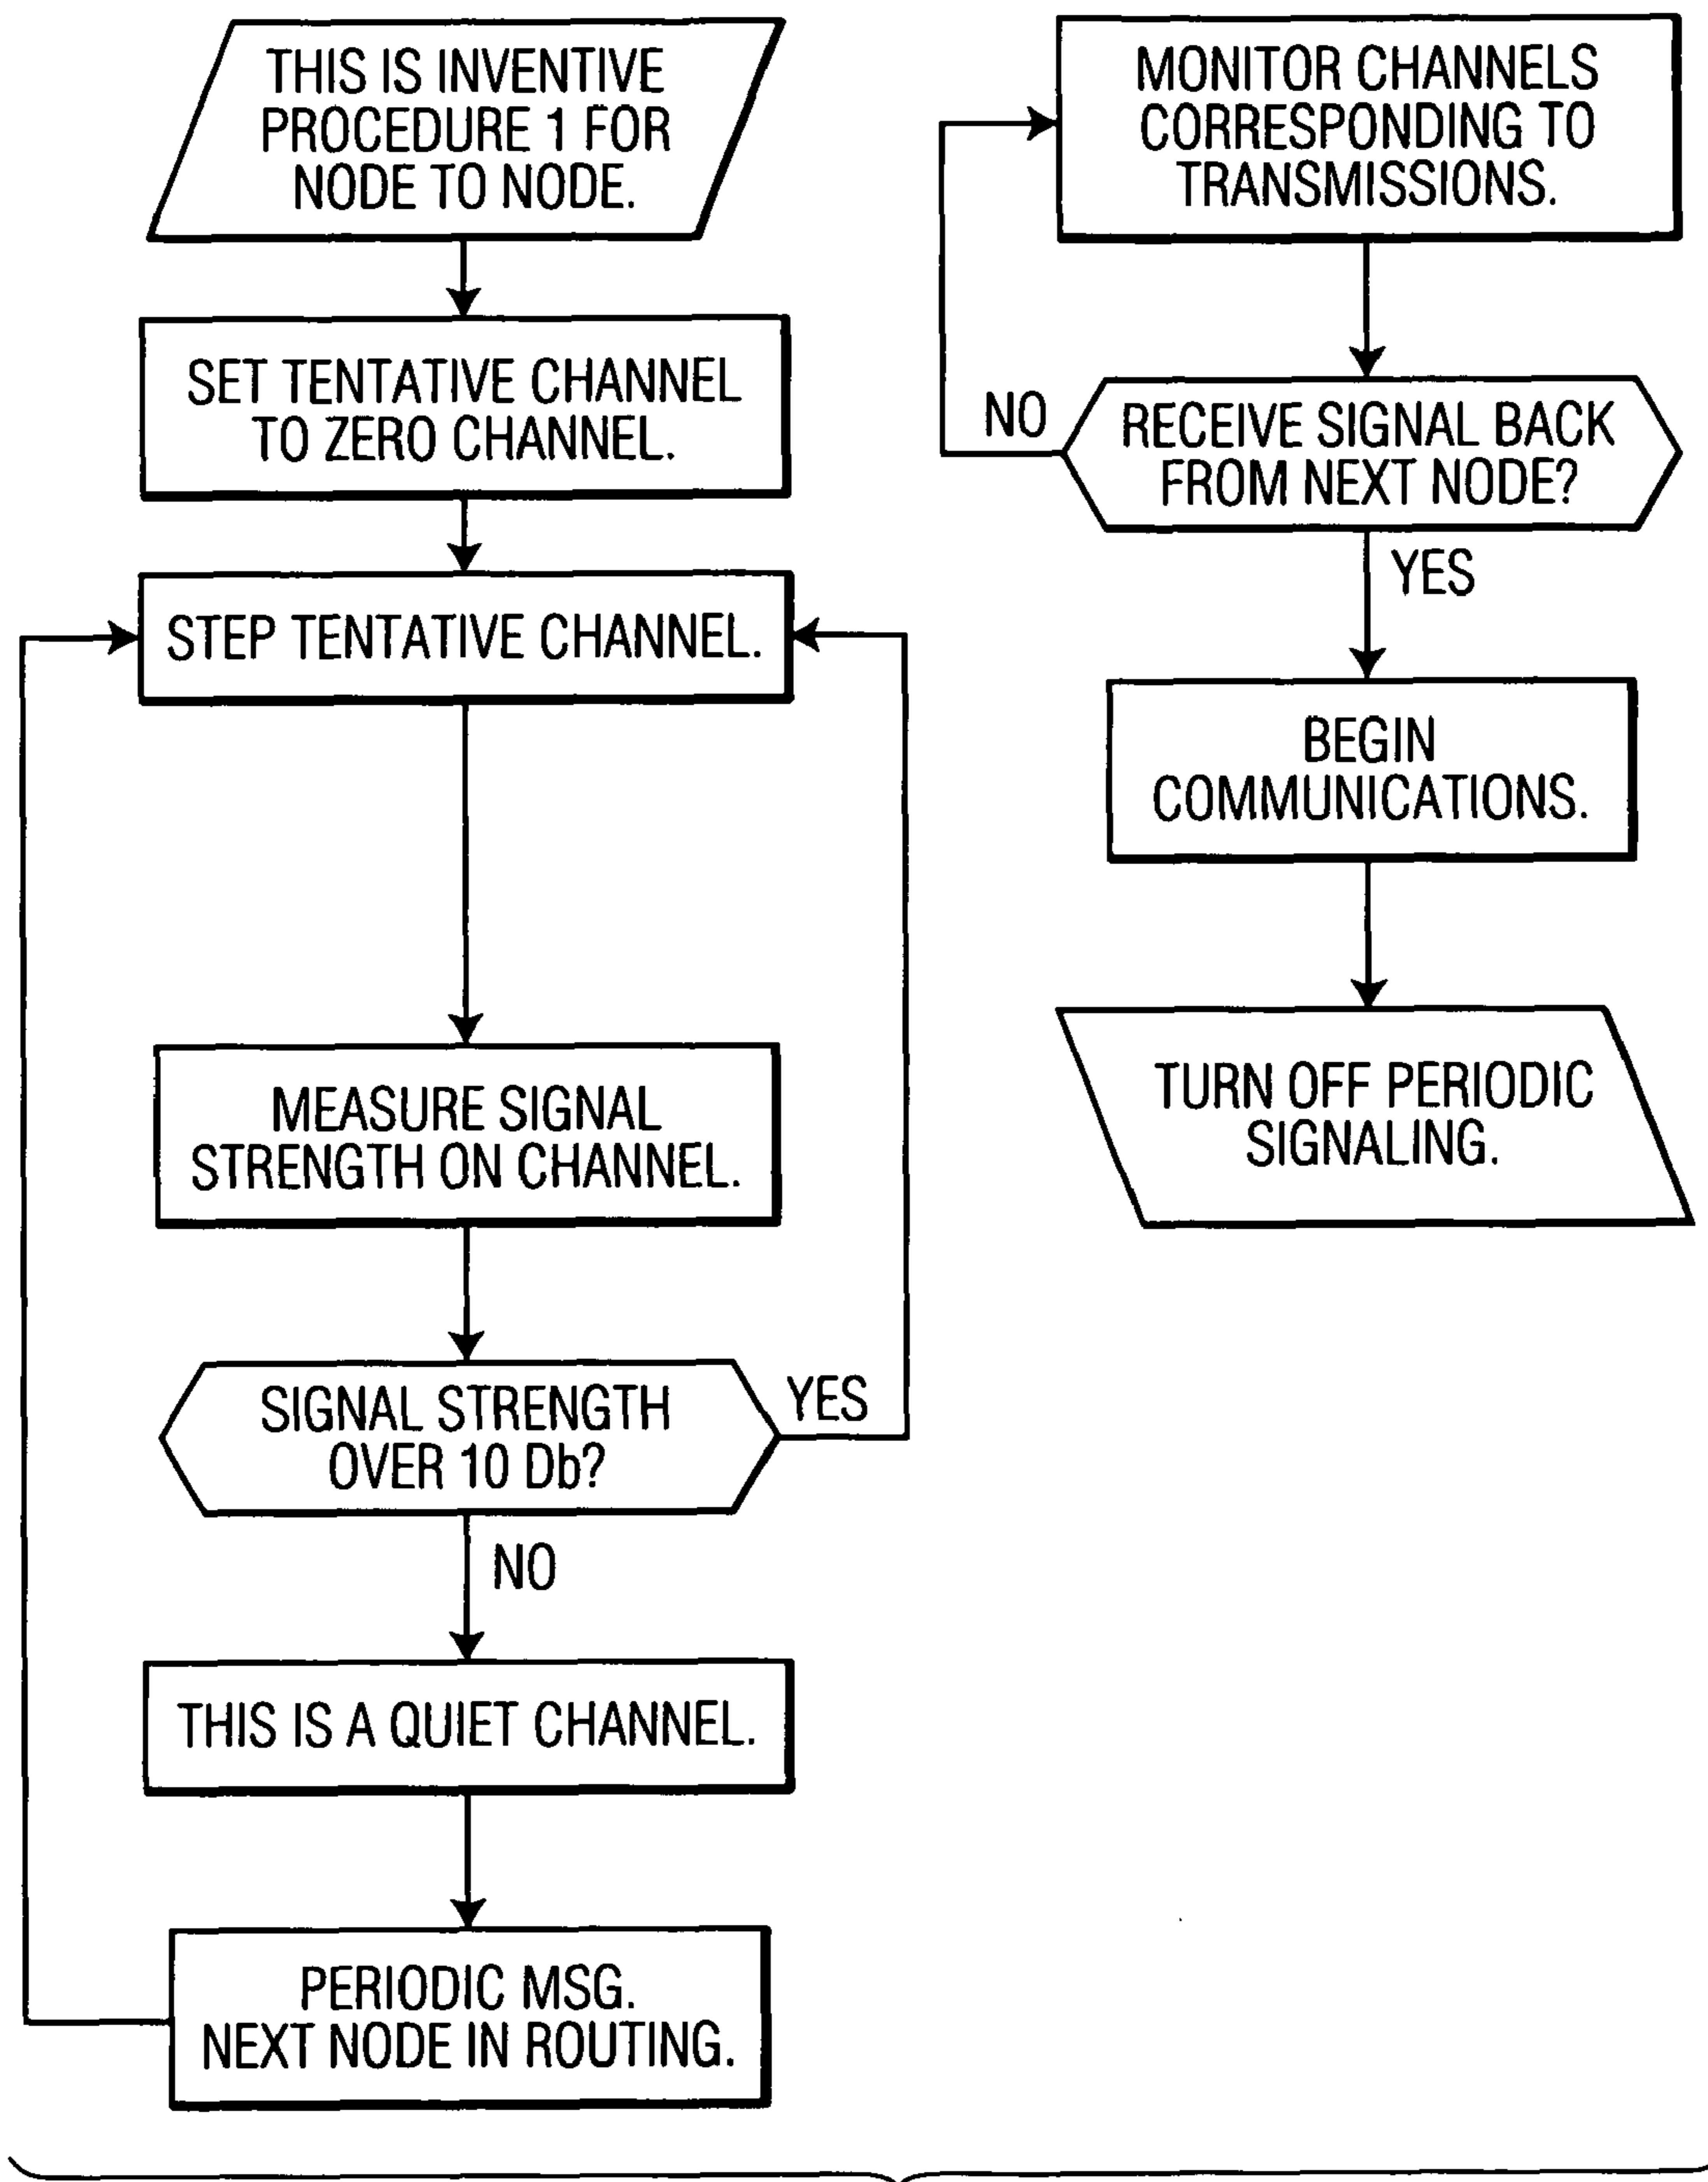 THIS IS INVENTIVE
PROCEDURE 1 FOR
NODE TO NODE.
SET TENTATIVE CHANNEL
TO ZERO CHANNEL.
STEP TENTATIVE CHANNEL.
MEASURE SIGNAL
STRENGTH ON CHANNEL.
SIGNAL STRENGTH
OVER 10 Db?
YES
NO
THIS IS A QUIET CHANNEL.
PERIODIC MSG.
NEXT NODE IN ROUTING.
MONITOR CHANNELS
CORRESPONDING TO
TRANSMISSIONS.
NO
RECEIVE SIGNAL BACK
FROM NEXT NODE?
YES
BEGIN
COMMUNICATIONS.
TURN OFF PERIODIC
SIGNALING.